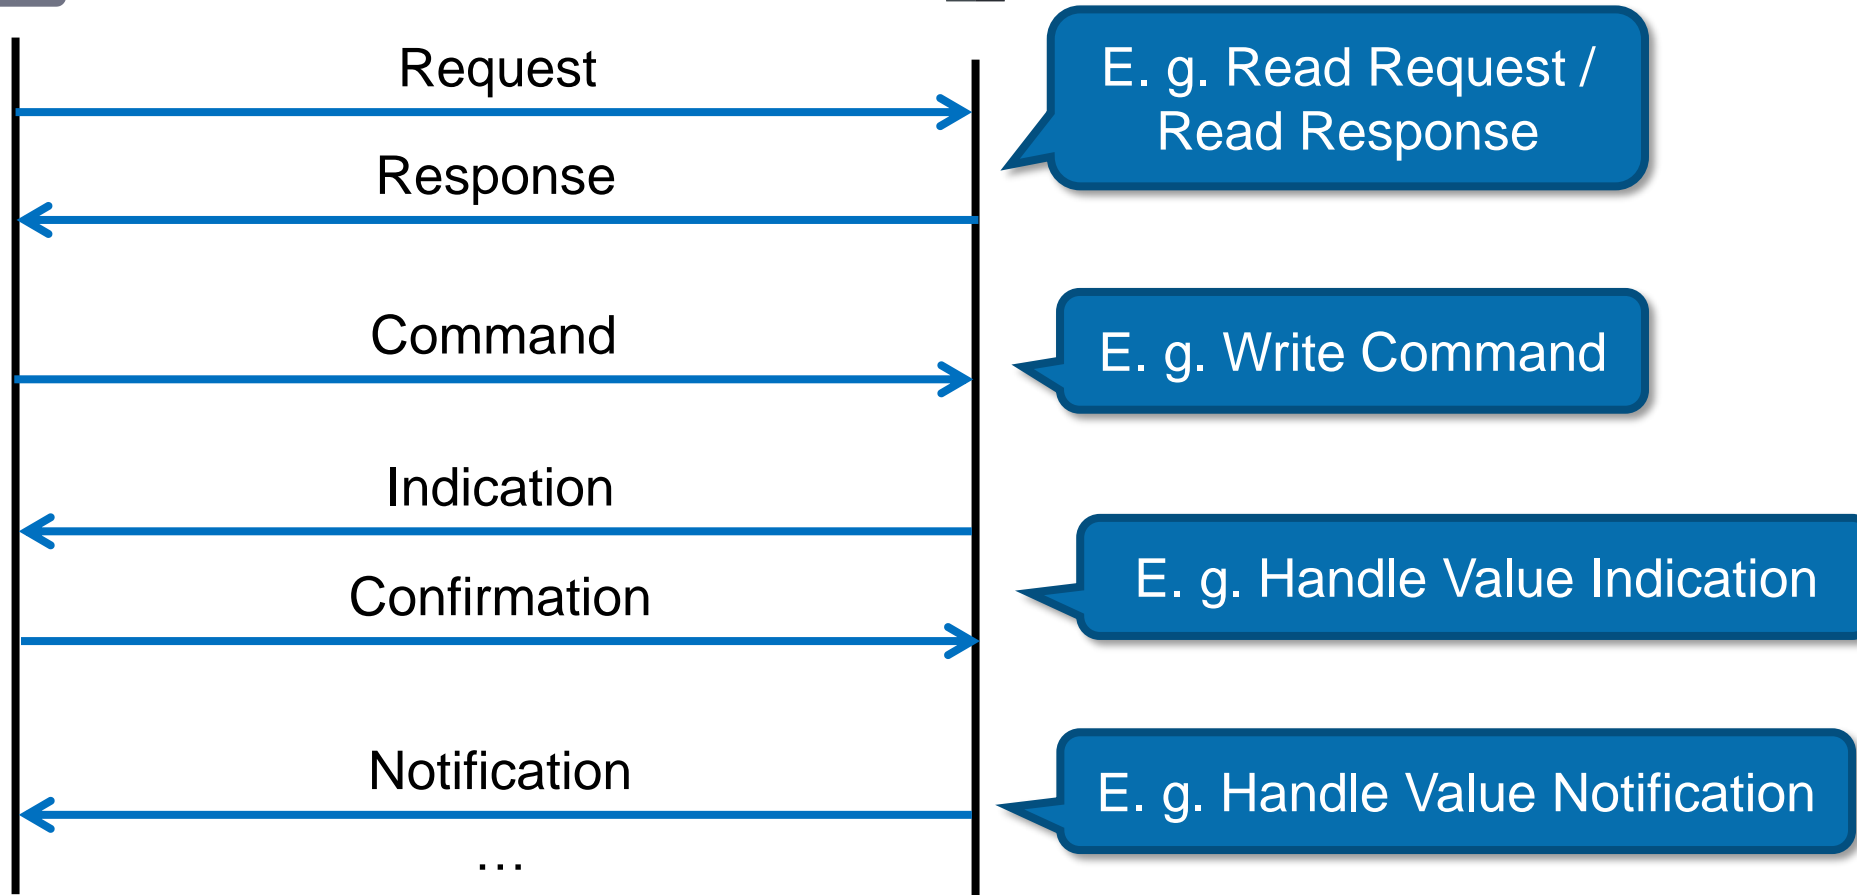 Request
E. g. Read Request /
Read Response
Response
Command
E. g. Write Command
Indication
E. g. Handle Value Indication
Confirmation
Notification
E. g. Handle Value Notification
…